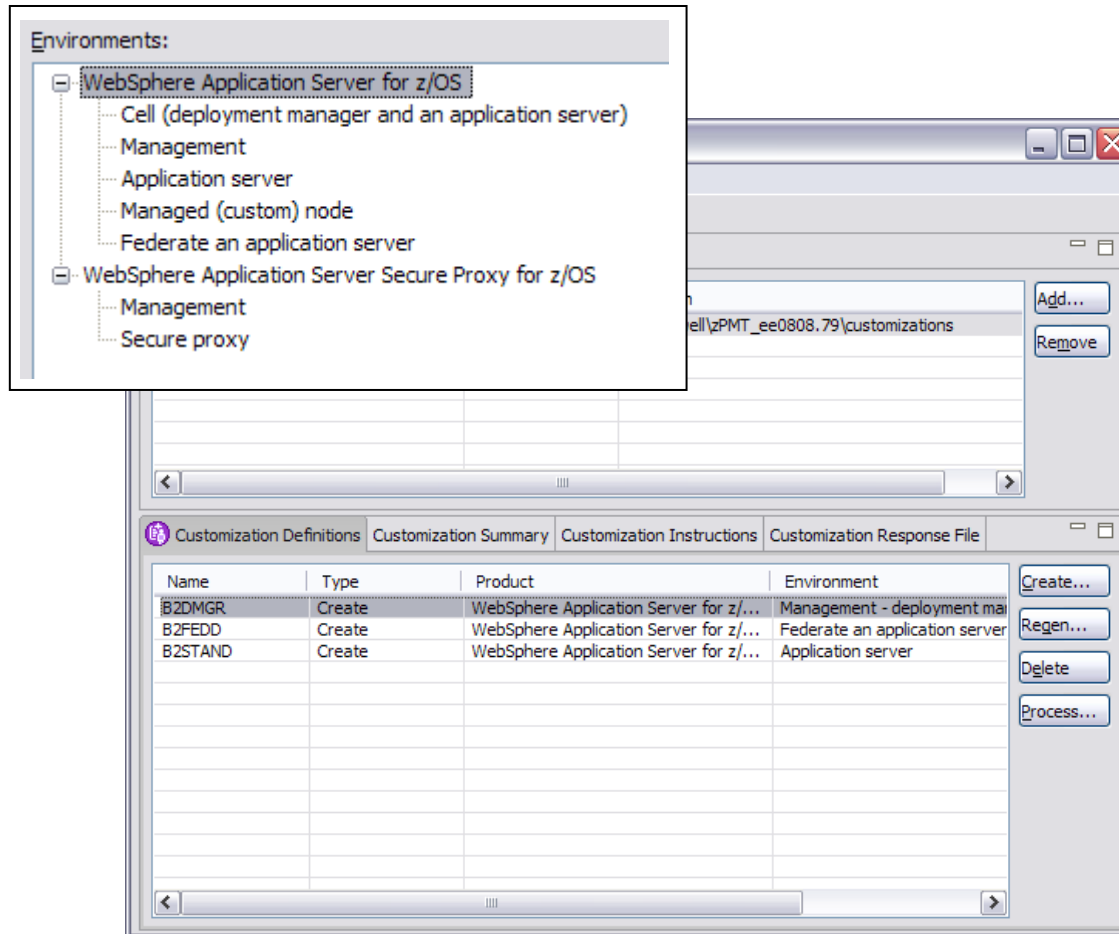 Environments:
WebSphere Application Server for z/OS
Cell (deployment manager and an application server)
Management
Application server
Managed (custom) node
Federate an application server
WebSphere Application Server Secure Proxy for z/OS
Management
Secure proxy
Add...
\zPMT_ee0808.79\customizations
Remove
Customization Definitions Customization Summary Customization Instructions Customization Response File
Name Type Product Environment Create...
B2DMGR Create WebSphere Application Server for z/... Management - deployment mar
B2FEDD Create WebSphere Application Server for z/... Federate an application server Regen...
B2STAND Create WebSphere Application Server for z/... Application server
Delete
Process...